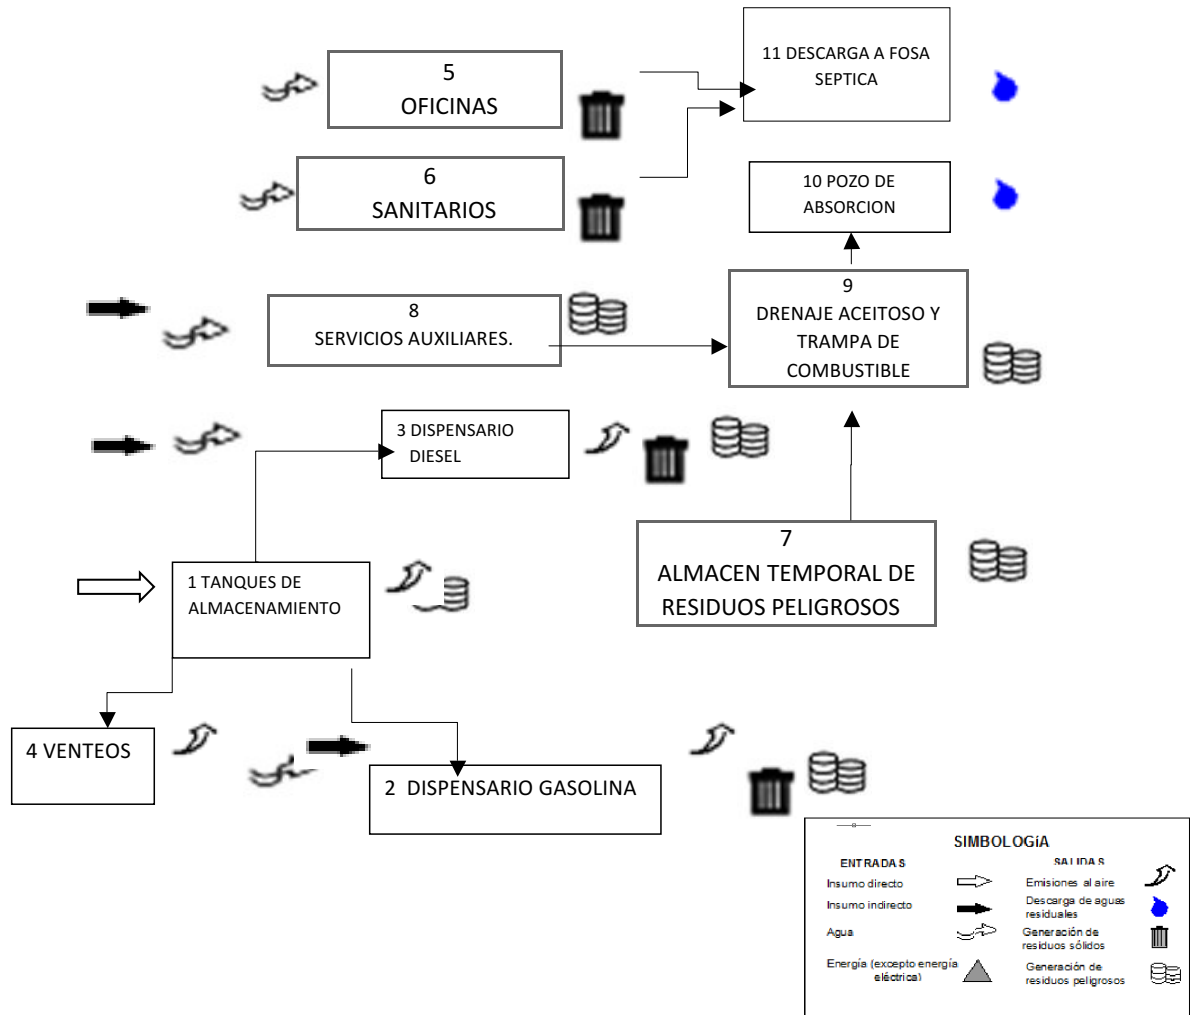 5
OFICINAS
11 DESCARGA A FOSA
SEPTICA
6
SANITARIOS
10 POZO DE
ABSORCION
8
SERVICIOS AUXILIARES.
9
DRENAJE ACEITOSO Y
TRAMPA DE
COMBUSTIBLE
3 DISPENSARIO
DIESEL
1 TANQUES DE
ALMACENAMIENTO
7
ALMACEN TEMPORAL DE
RESIDUOS PELIGROSOS
4 VENTEOS
2 DISPENSARIO GASOLINA
SIMBOLOGíA
ENTRADAS
Insumo directo
Insumo indirecto
Agua
Energía (excepto energía
eléctrica)
SALIDAS
Emisiones al aire
Descarga de aguas
residuales
Generación de
residuos sólidos
Generación de
residuos peligrosos